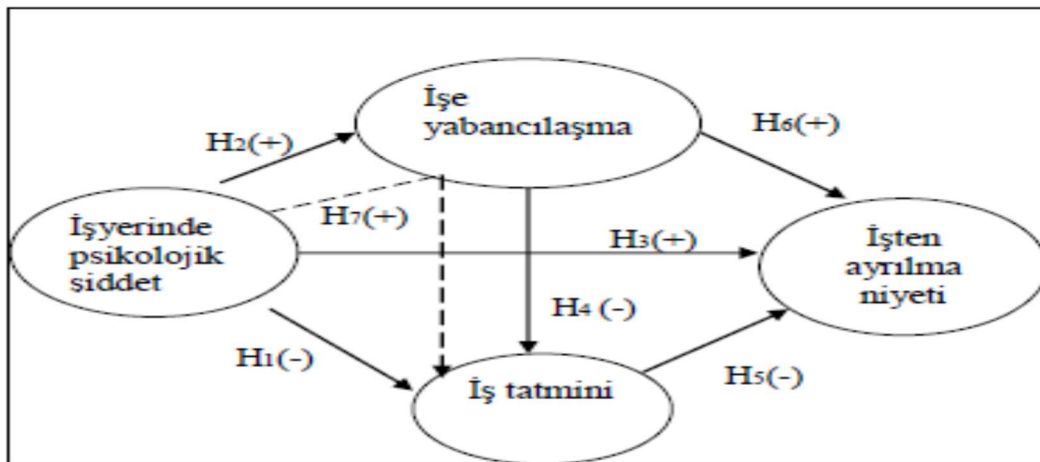 İşe
yabancılaşma
H2(+)
H6(+)
H7(+)
İşyerinde
psikolojik
şiddet
H3(+)
İşten
ayrılma
niyeti
H4 (-)
H1(-)
H5(-)
İş tatmini